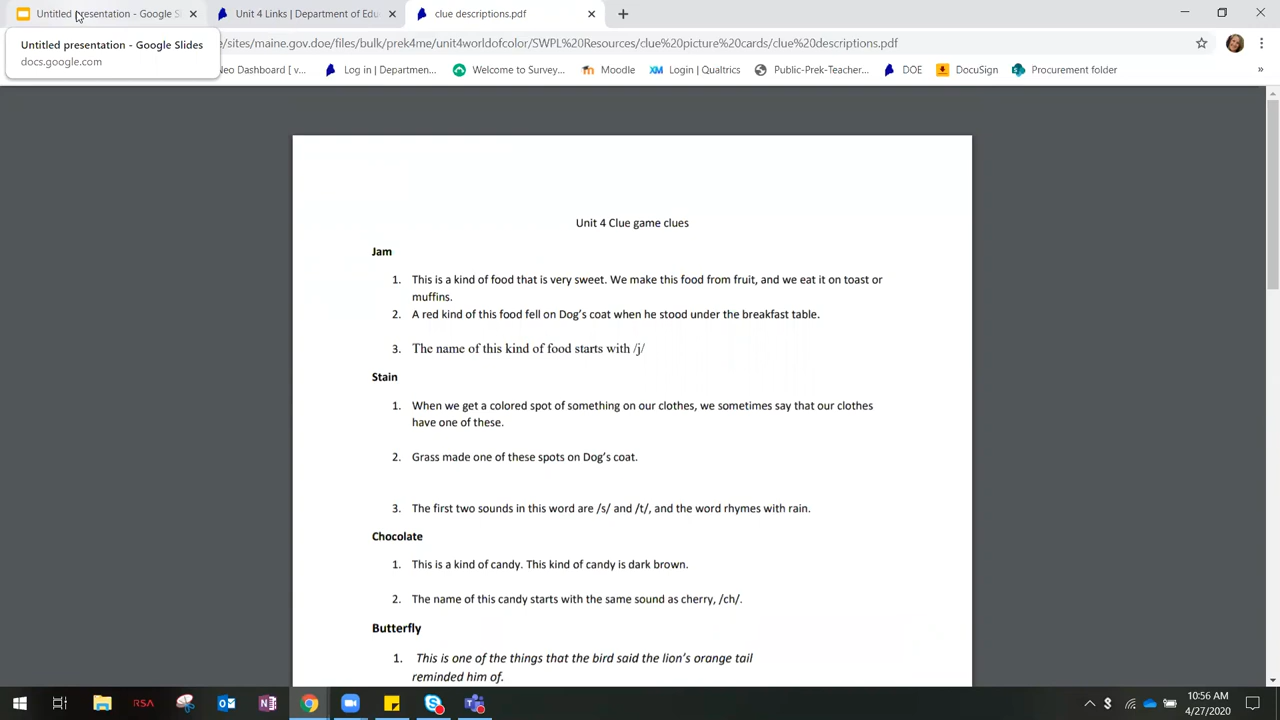 Untitled presentation - Google S
Unit 4 Links | Department of Edu
clue descriptions.pdf
Untitled presentation - Google Slides
docs.google.com
/sites/maine.gov.doe/files/bulk/prek4me/unit4worldofcolor/SWPL%20Resources/clue%20picture%20cards/clue%20descriptions.pdf
Neo Dashboard [ v...
Log in | Departmen...
Welcome to Survey...
Moodle
XM Login | Qualtrics
Public-Prek-Teacher...
DOE
DocuSign
Procurement folder
»
Unit 4 Clue game clues
Jam
1. This is a kind of food that is very sweet. We make this food from fruit, and we eat it on toast or
muffins.
2. A red kind of this food fell on Dog's coat when he stood under the breakfast table.
3. The name of this kind of food starts with /j/
Stain
1. When we get a colored spot of something on our clothes, we sometimes say that our clothes
have one of these.
2. Grass made one of these spots on Dog's coat.
3. The first two sounds in this word are /s/ and /t/, and the word rhymes with rain.
Chocolate
1. This is a kind of candy. This kind of candy is dark brown.
2. The name of this candy starts with the same sound as cherry, /ch/.
Butterfly
1. This is one of the things that the bird said the lion's orange tail
reminded him of.
RSA
10:56 AM
4/27/2020